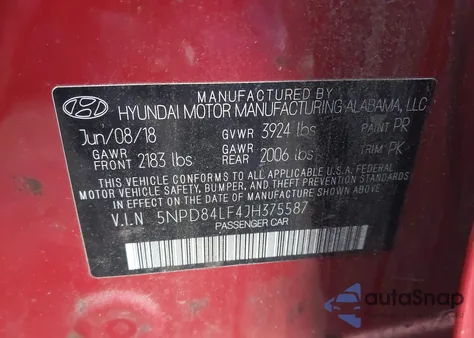 MANUFACTURED BY
HYUNDAI MOTOR MANUFACTURING ALABAMA, LLC
Jun/08/18 GVWR 3924 lbs PAINT PR
GAWR FRONT 2183 lbs GAWR REAR 2006 lbs TRIM PK
THIS VEHICLE CONFORMS TO ALL APPLICABLE U.S.A. FEDERAL
MOTOR VEHICLE SAFETY, BUMPER, AND THEFT PREVENTION STANDARDS
IN EFFECT ON THE DATE OF MANUFACTURE SHOWN ABOVE.
V.I.N 5NPD84LF4JH375587
PASSENGER CAR
autoSnap